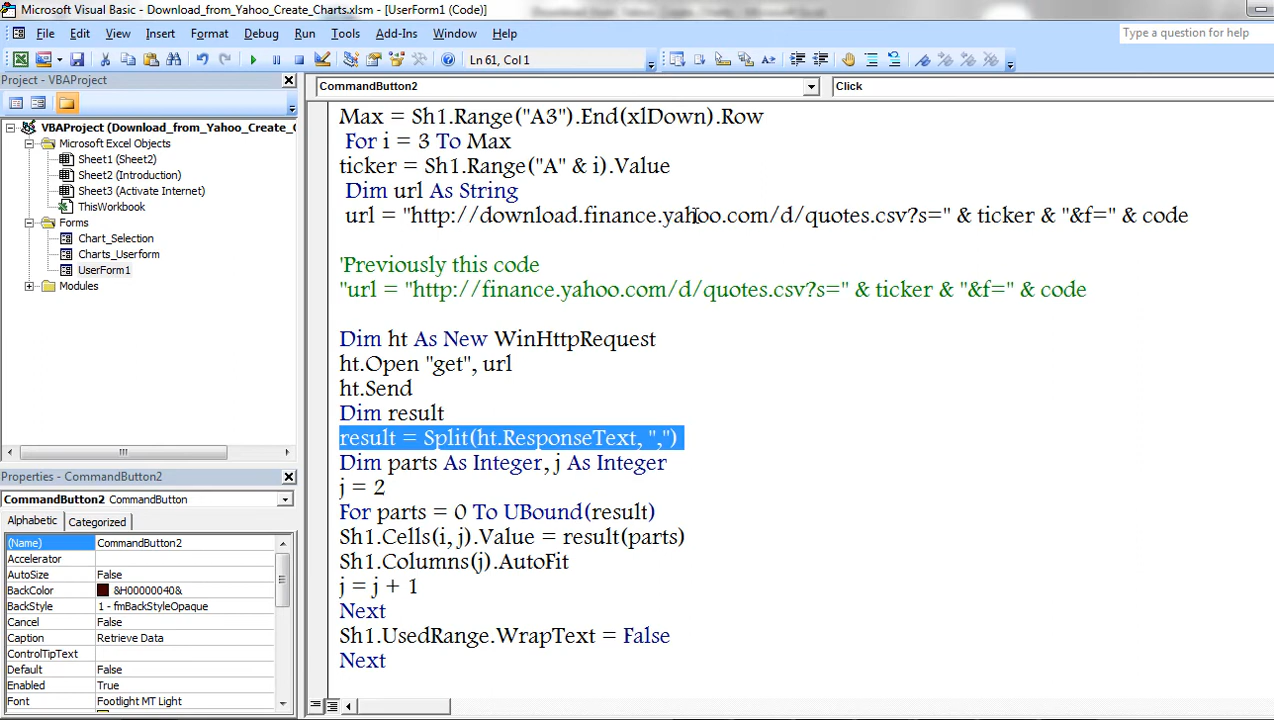 Microsoft Visual Basic - Download_from_Yahoo_Create_Charts.xlsm - [UserForm1 (Code)]
File Edit View Insert Format Debug Run Tools Add-Ins Window Help
Type a question for help
Ln 61, Col 1
Project - VBAProject
VBAProject (Download_from_Yahoo_Create_C
Microsoft Excel Objects
Sheet1 (Sheet2)
Sheet2 (Introduction)
Sheet3 (Activate Internet)
ThisWorkbook
Forms
Chart_Selection
Charts_Userform
UserForm1
Modules
Properties - CommandButton2
CommandButton2 CommandButton
Alphabetic Categorized
(Name) CommandButton2
Accelerator
AutoSize False
BackColor &H00000040&
BackStyle 1 - fmBackStyleOpaque
Cancel False
Caption Retrieve Data
ControlTipText
Default False
Enabled True
Font Footlight MT Light
CommandButton2 Click
Max = Sh1.Range("A3").End(xlDown).Row
For i = 3 To Max
ticker = Sh1.Range("A" & i).Value
Dim url As String
url = "http://download.finance.yahoo.com/d/quotes.csv?s=" & ticker & "&f=" & code
'Previously this code
''url = "http://finance.yahoo.com/d/quotes.csv?s=" & ticker & "&f=" & code
Dim ht As New WinHttpRequest
ht.Open "get", url
ht.Send
Dim result
result = Split(ht.ResponseText, ",")
Dim parts As Integer, j As Integer
j = 2
For parts = 0 To UBound(result)
Sh1.Cells(i, j).Value = result(parts)
Sh1.Columns(j).AutoFit
j = j + 1
Next
Sh1.UsedRange.WrapText = False
Next